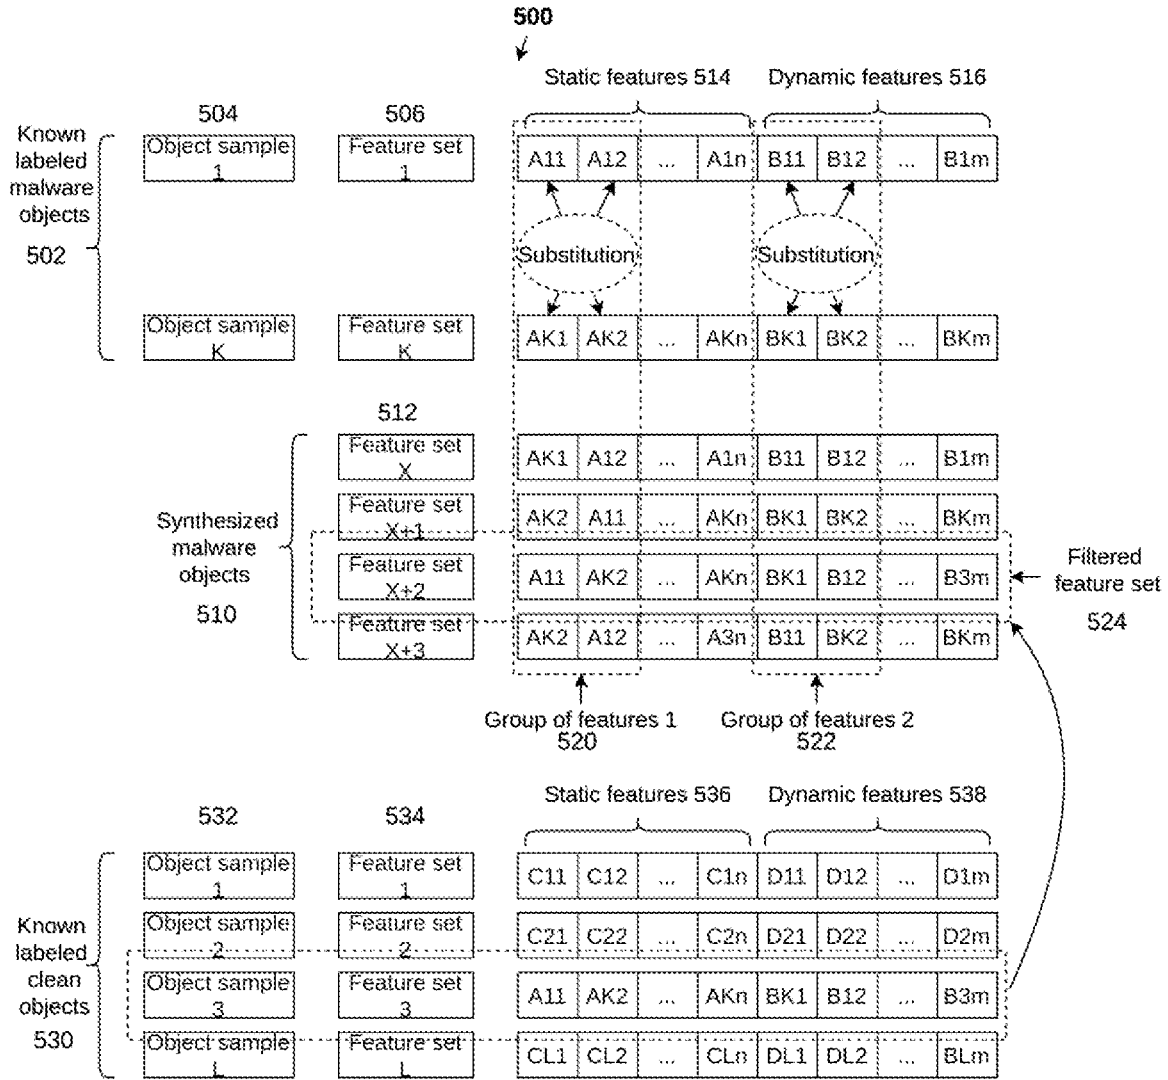 500
Static features 514
Dynamic features 516
504
506
Known
labeled
malware
objects
502
Object sample
1
Feature set
1
A11 A12 ... A1n B11 B12 ... B1m
Substitution
Substitution
Object sample
K
Feature set
K
AK1 AK2 ... AKn BK1 BK2 ... BKm
512
Synthesized
malware
objects
510
Feature set
X
AK1 A12 ... A1n B11 B12 ... B1m
Feature set
X+1
AK2 A11 ... AKn BK1 BK2 ... BKm
Feature set
X+2
A11 AK2 ... AKn BK1 B12 ... B3m
Feature set
X+3
AK2 A12 ... A3n B11 BK2 ... BKm
Filtered
feature set
524
Group of features 1
520
Group of features 2
522
Static features 536
Dynamic features 538
532
534
Known
labeled
clean
objects
530
Object sample
1
Feature set
1
C11 C12 ... C1n D11 D12 ... D1m
Object sample
2
Feature set
2
C21 C22 ... C2n D21 D22 ... D2m
Object sample
3
Feature set
3
A11 AK2 ... AKn BK1 B12 ... B3m
Object sample
L
Feature set
L
CL1 CL2 ... CLn DL1 DL2 ... BLm